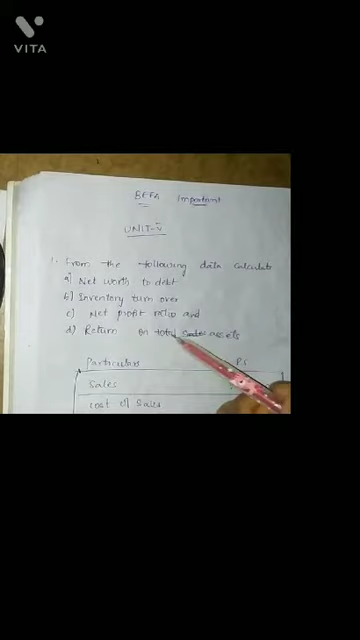 VITA
BEFA Important
UNIT-V
1. From the following data calculate
a] Net worth to debt
b] Inventory turn over
c] Net profit ratio and
d) Return on total assets
Particulars Rs
Sales
cost of Sales